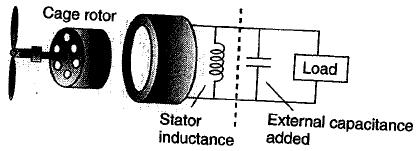 Cage rotor
Load
Stator
inductance
External capacitance
added